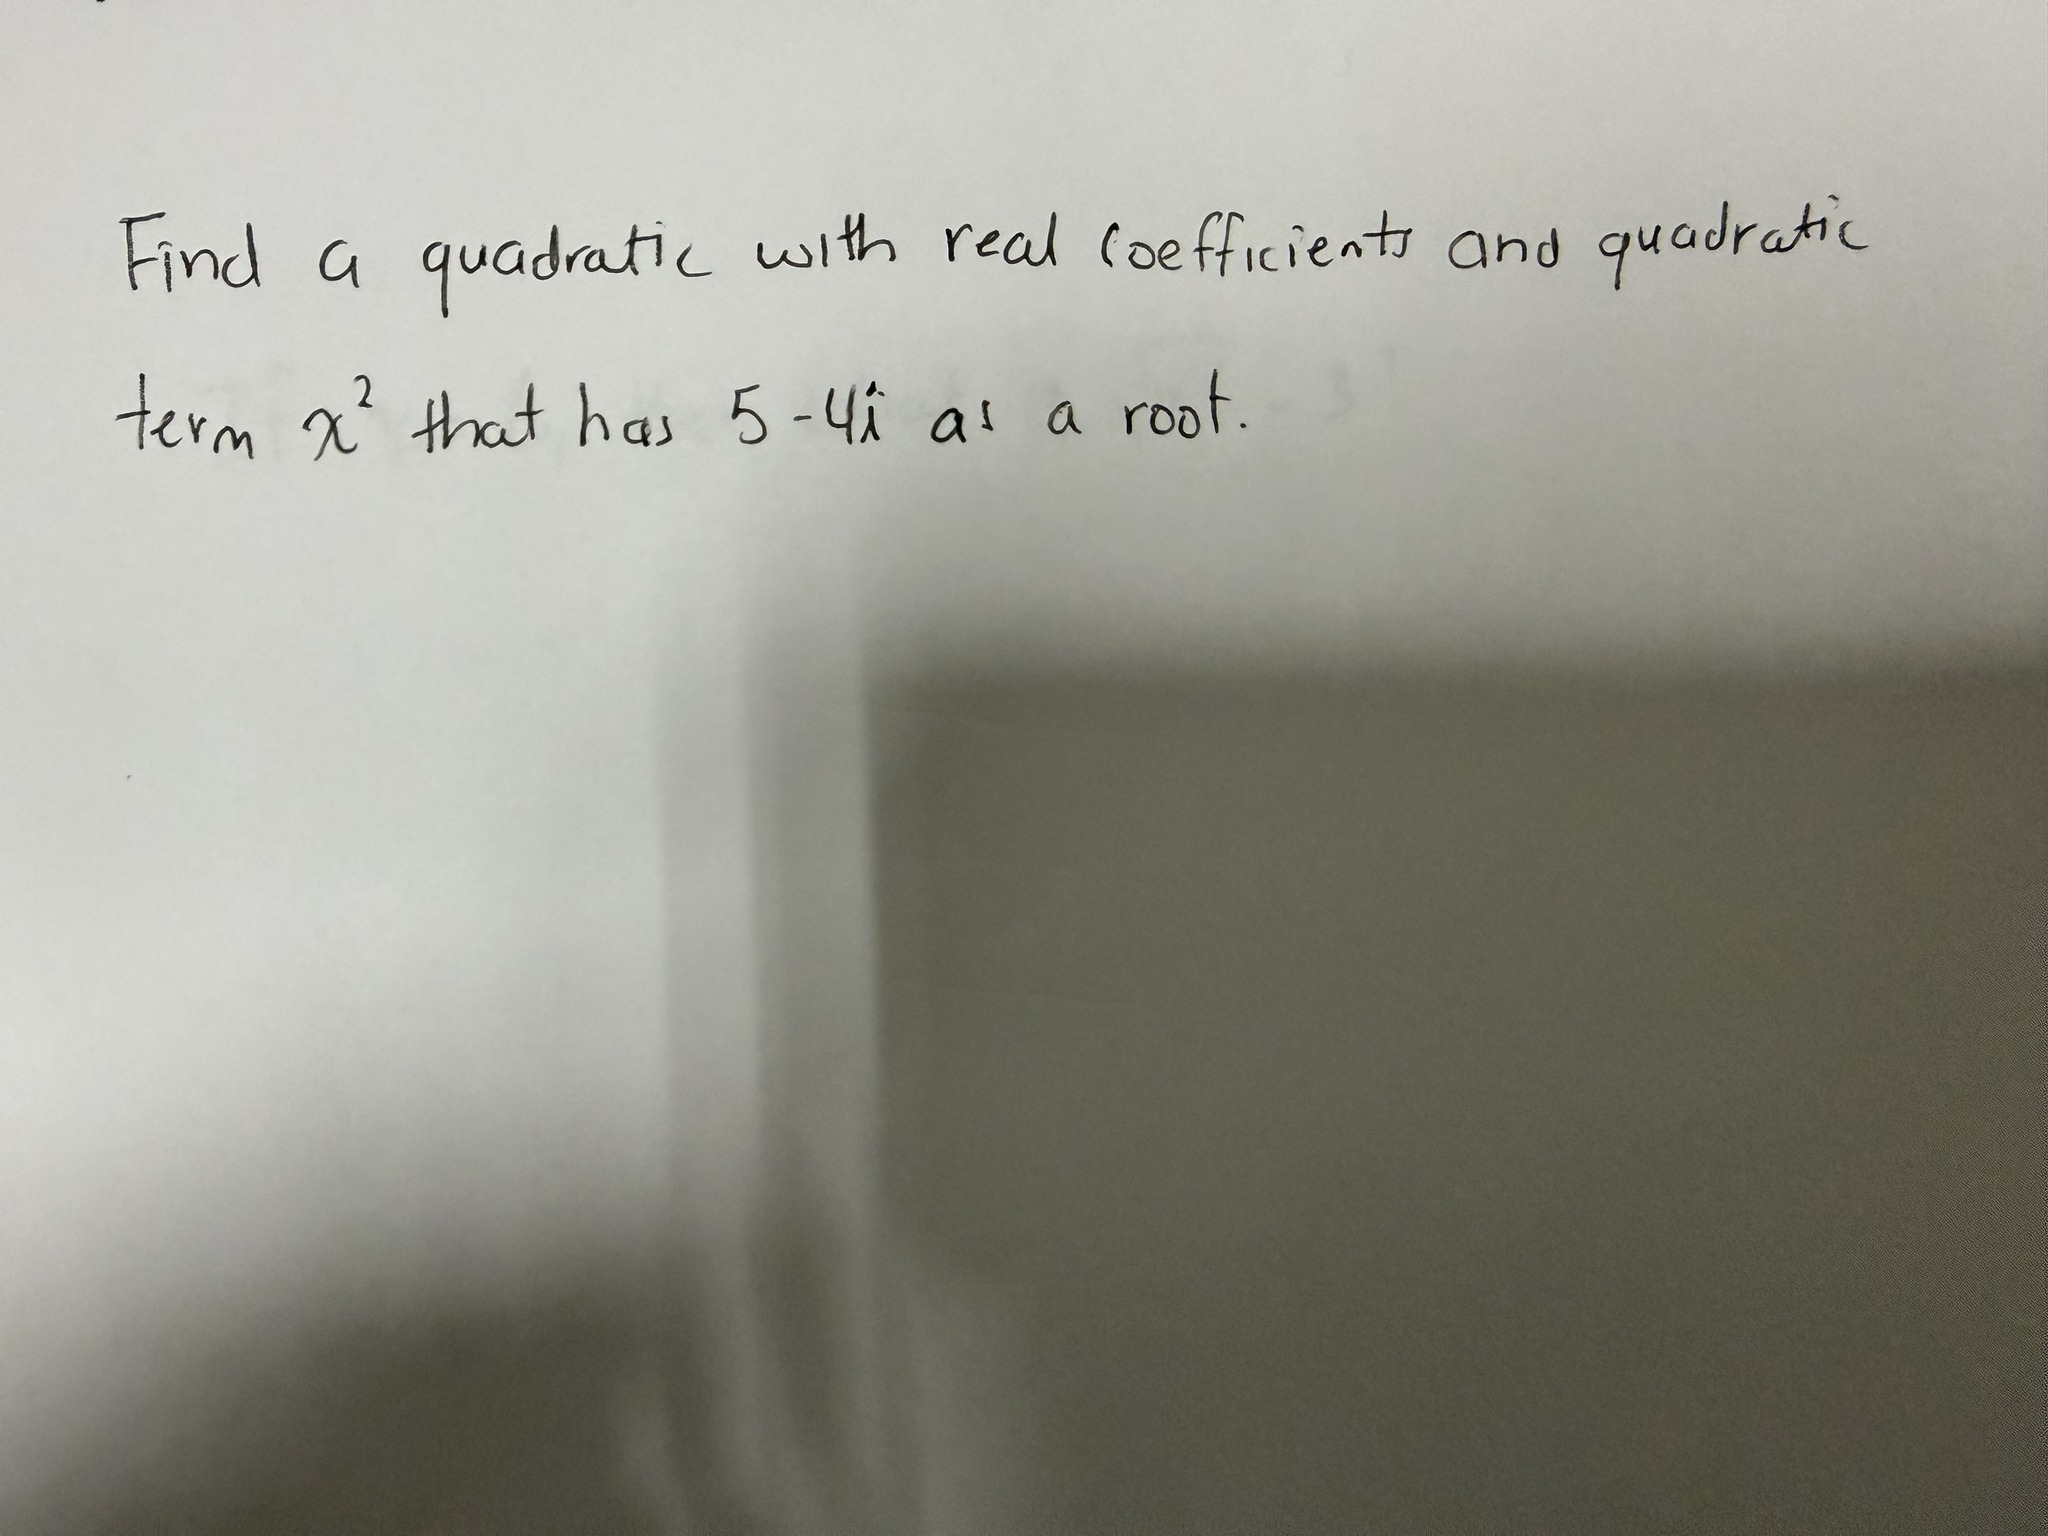 Find a quadratic with real coefficients and quadratic
term x² that has 5-4i as a root.